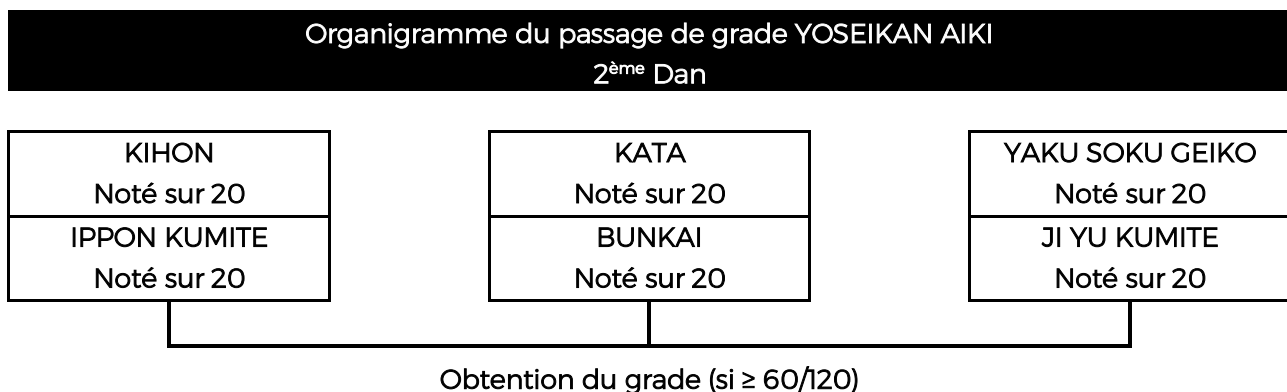 Organigramme du passage de grade YOSEIKAN AIKI
2ème Dan
KIHON
Noté sur 20
IPPON KUMITE
Noté sur 20
KATA
Noté sur 20
BUNKAI
Noté sur 20
YAKU SOKU GEIKO
Noté sur 20
JI YU KUMITE
Noté sur 20
Obtention du grade (si ≥ 60/120)